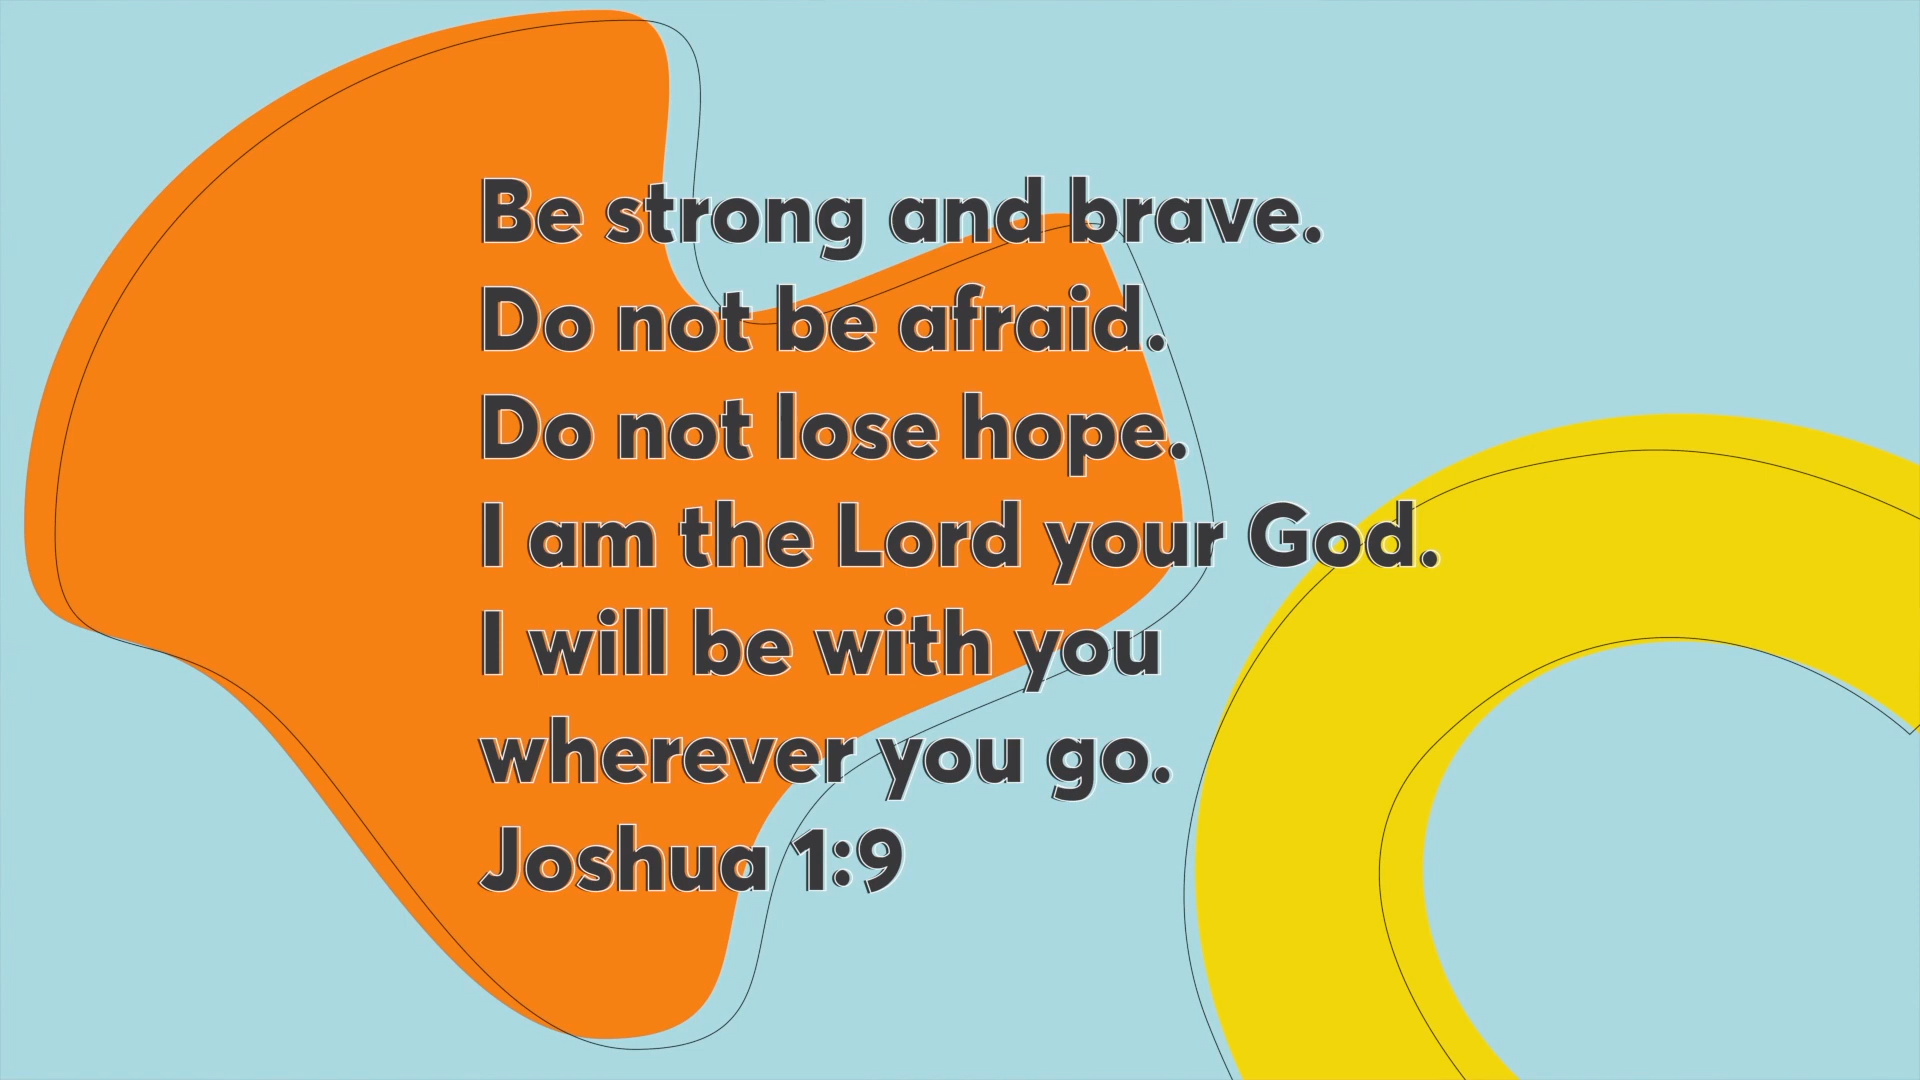 Be strong and brave.
Do not be afraid.
Do not lose hope.
I am the Lord your God.
I will be with you
wherever you go.
Joshua 1:9